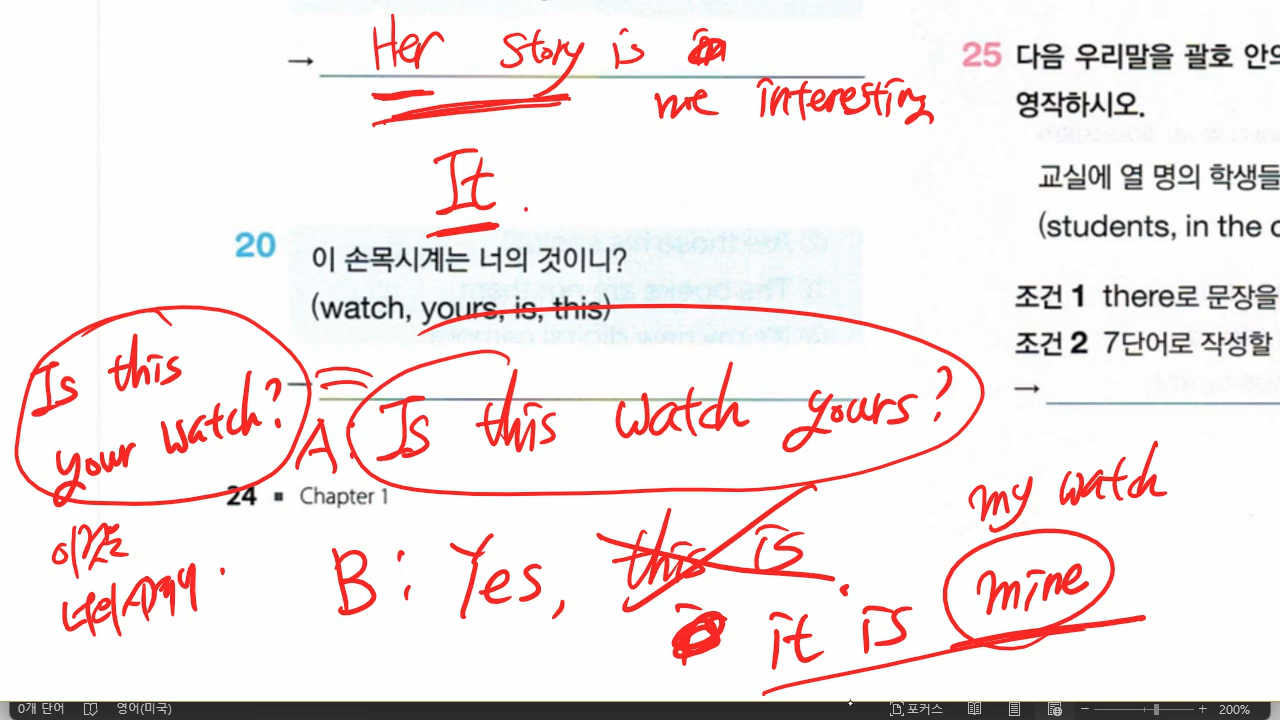 → Her story is
more interesting
It.
20 이 손목시계는 너의 것이니?
(watch, yours, is, this)
Is this
your watch?
이것은
너의 시계니.
→ A: Is this watch yours?
24 ■ Chapter 1
B: Yes, this is.
it is mine
my watch
25 다음 우리말을 괄호 안의
영작하시오.
교실에 열 명의 학생들
(students, in the c
조건 1 there로 문장을
조건 2 7단어로 작성할
→
0개 단어 영어(미국) 포커스 200%